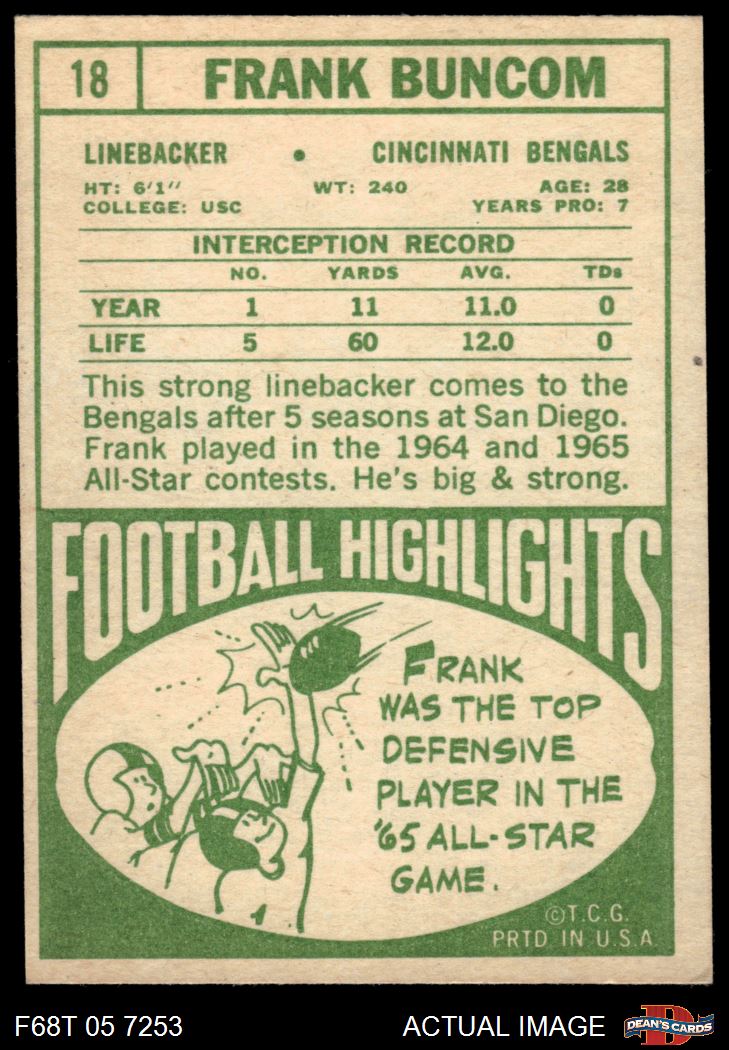 18 FRANK BUNCOM
LINEBACKER • CINCINNATI BENGALS
HT: 6'1" WT: 240 AGE: 28
COLLEGE: USC YEARS PRO: 7
INTERCEPTION RECORD
NO. YARDS AVG. TDs
YEAR 1 11 11.0 0
LIFE 5 60 12.0 0
This strong linebacker comes to the
Bengals after 5 seasons at San Diego.
Frank played in the 1964 and 1965
All-Star contests. He's big & strong.
FOOTBALL HIGHLIGHTS
FRANK
WAS THE TOP
DEFENSIVE
PLAYER IN THE
'65 ALL-STAR
GAME.
©T.C.G.
PRTD IN U.S.A.
F68T 05 7253 ACTUAL IMAGE D DEAN'S CARDS